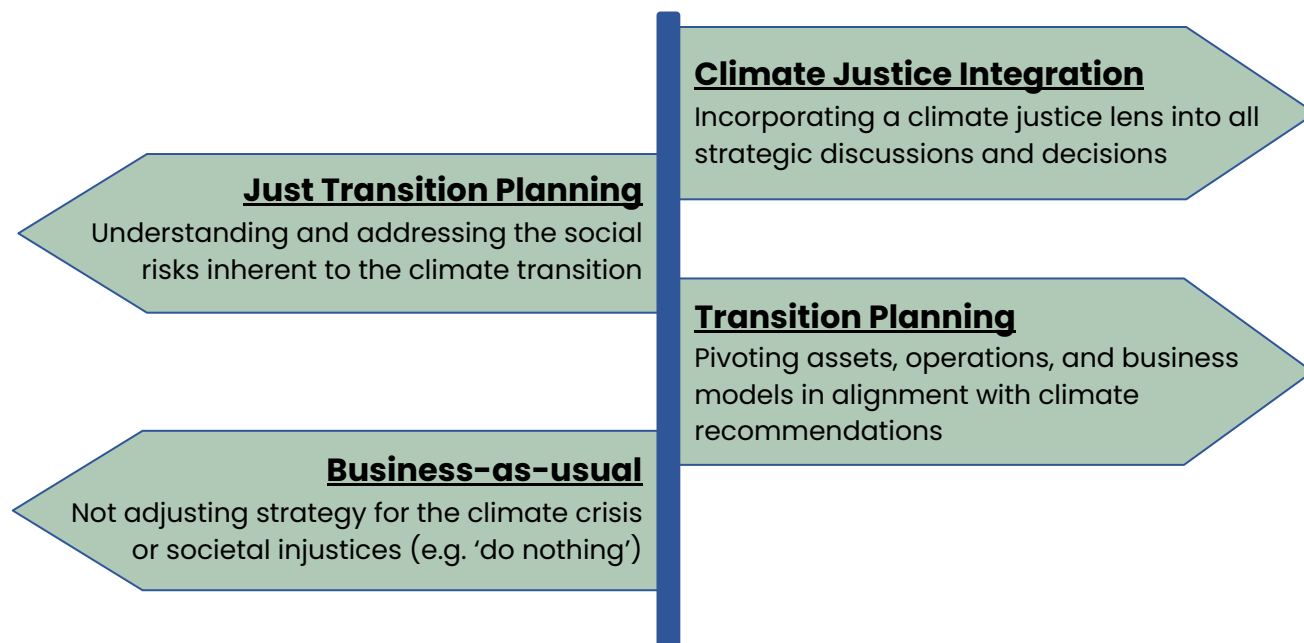 Climate Justice Integration
Incorporating a climate justice lens into all
strategic discussions and decisions
Just Transition Planning
Understanding and addressing the social
risks inherent to the climate transition
Transition Planning
Pivoting assets, operations, and business
models in alignment with climate
recommendations
Business-as-usual
Not adjusting strategy for the climate crisis
or societal injustices (e.g. ‘do nothing’)